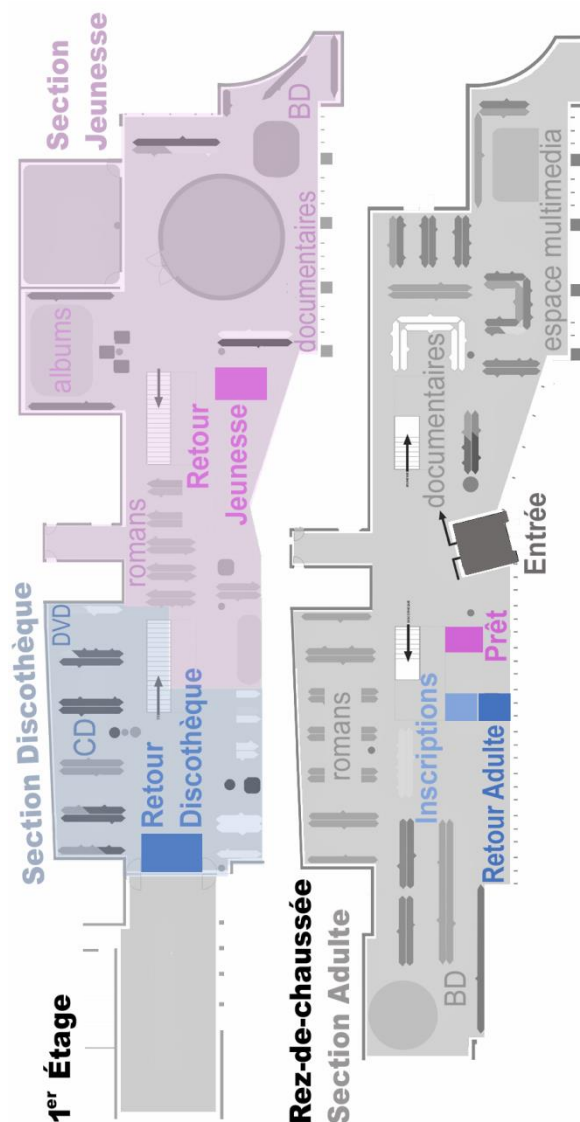 1er Étage
Section Discothèque
Section
Jeunesse
CD
DVD
romans
albums
documentaires
BD
Retour
Discothèque
Retour
Jeunesse
Rez-de-chaussée
Section Adulte
BD
romans
documentaires
espace multimedia
Inscriptions
Retour Adulte
Prêt
Entrée